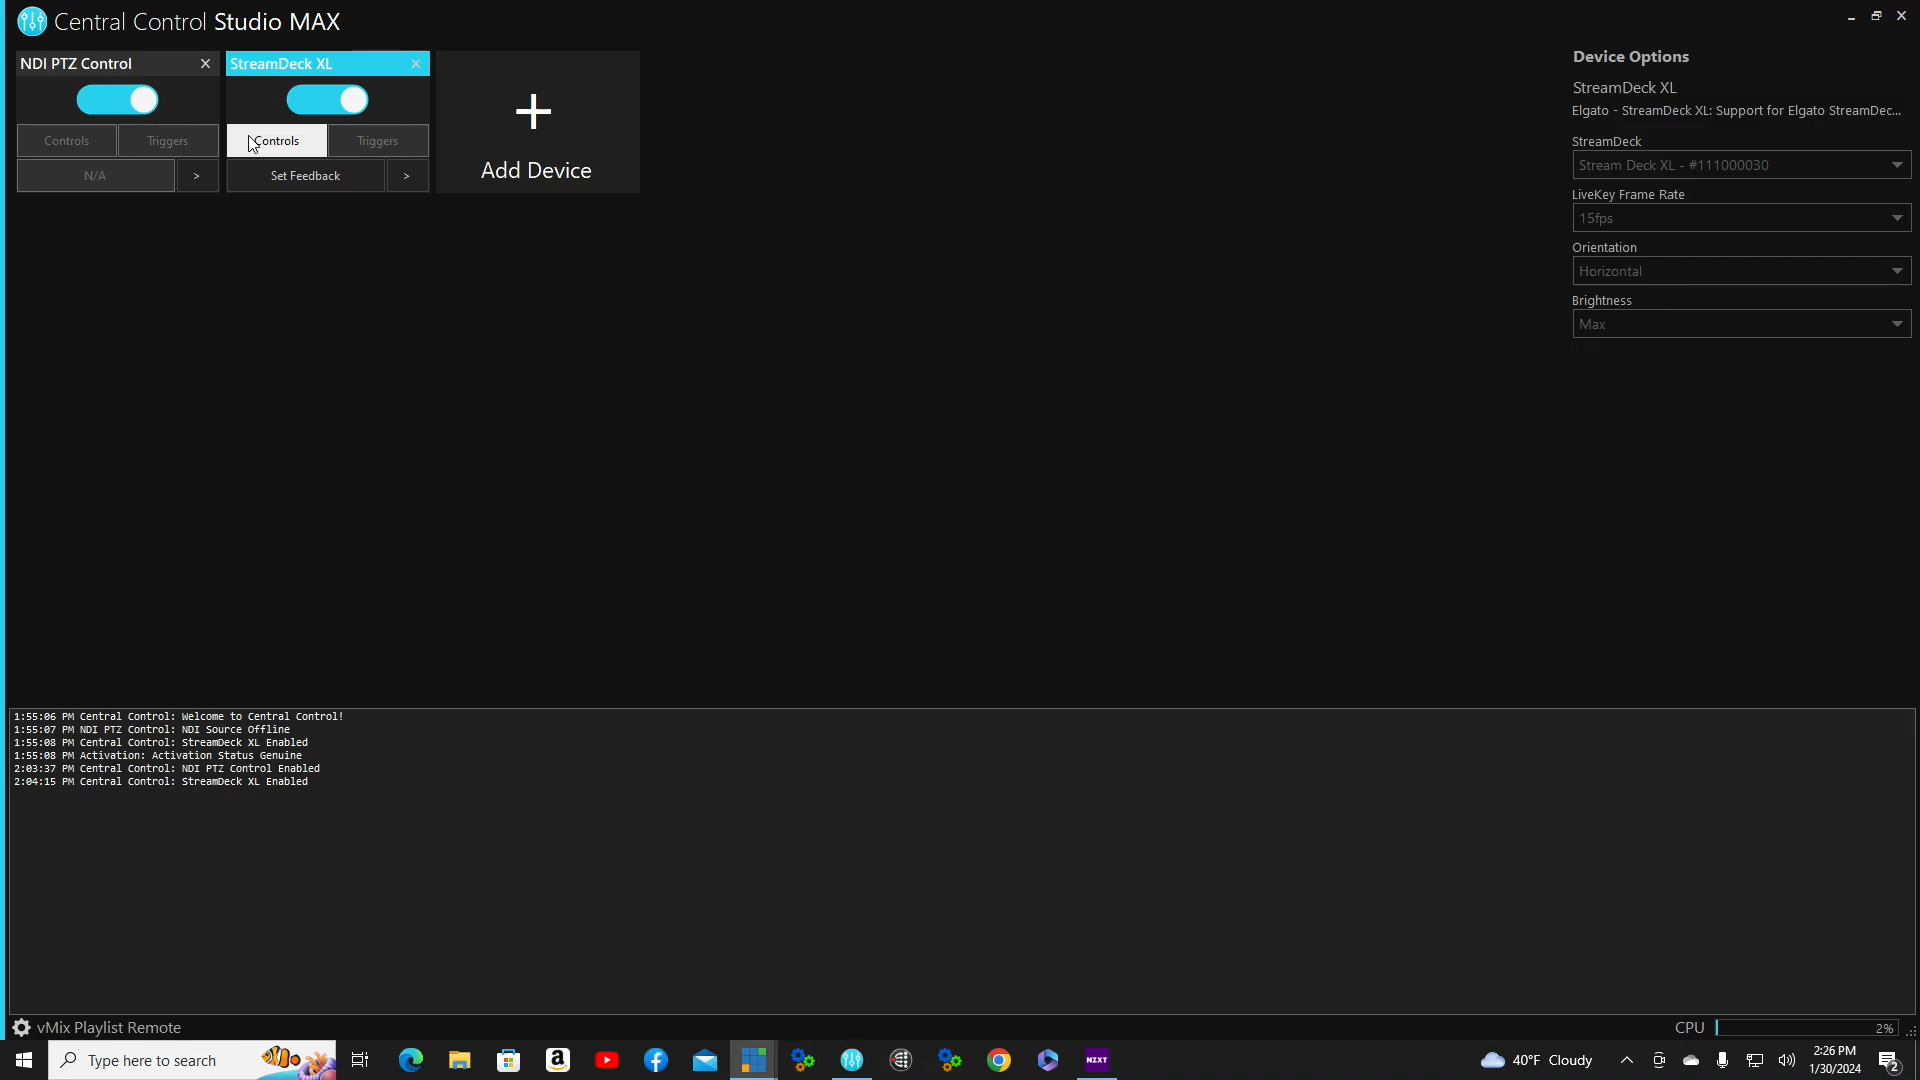 Central Control Studio MAX
NDI PTZ Control
StreamDeck XL
Controls
Triggers
Controls
Triggers
N/A
>
Set Feedback
>
+
Add Device
Device Options
StreamDeck XL
Elgato - StreamDeck XL: Support for Elgato StreamDec...
StreamDeck
Stream Deck XL - #111000030
LiveKey Frame Rate
15fps
Orientation
Horizontal
Brightness
Max
1:55:06 PM Central Control: Welcome to Central Control!
1:55:07 PM NDI PTZ Control: NDI Source Offline
1:55:08 PM Central Control: StreamDeck XL Enabled
1:55:08 PM Activation: Activation Status Genuine
2:03:37 PM Central Control: NDI PTZ Control Enabled
2:04:15 PM Central Control: StreamDeck XL Enabled
vMix Playlist Remote
CPU
2%
Type here to search
a
NZXT
40°F Cloudy
2:26 PM
1/30/2024
2